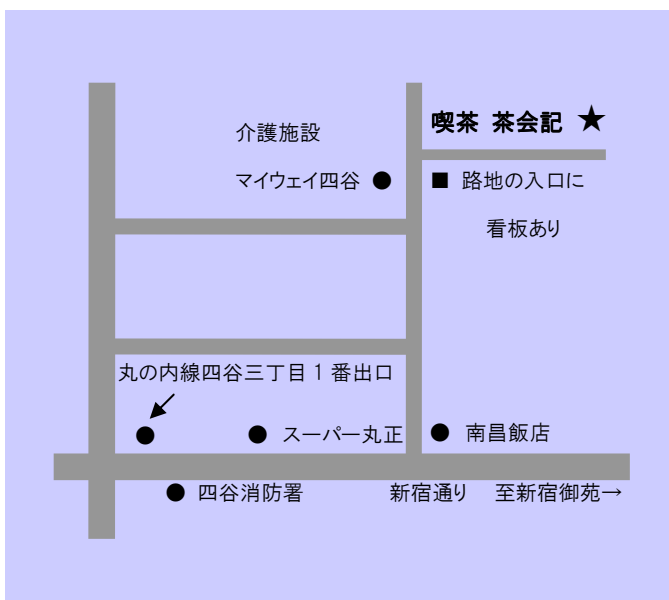 喫茶 茶会記 ★
介護施設
マイウェイ四谷 ●
■ 路地の入口に
看板あり
丸の内線四谷三丁目1番出口
● スーパー丸正
● 南昌飯店
● 四谷消防署
新宿通り 至新宿御苑→